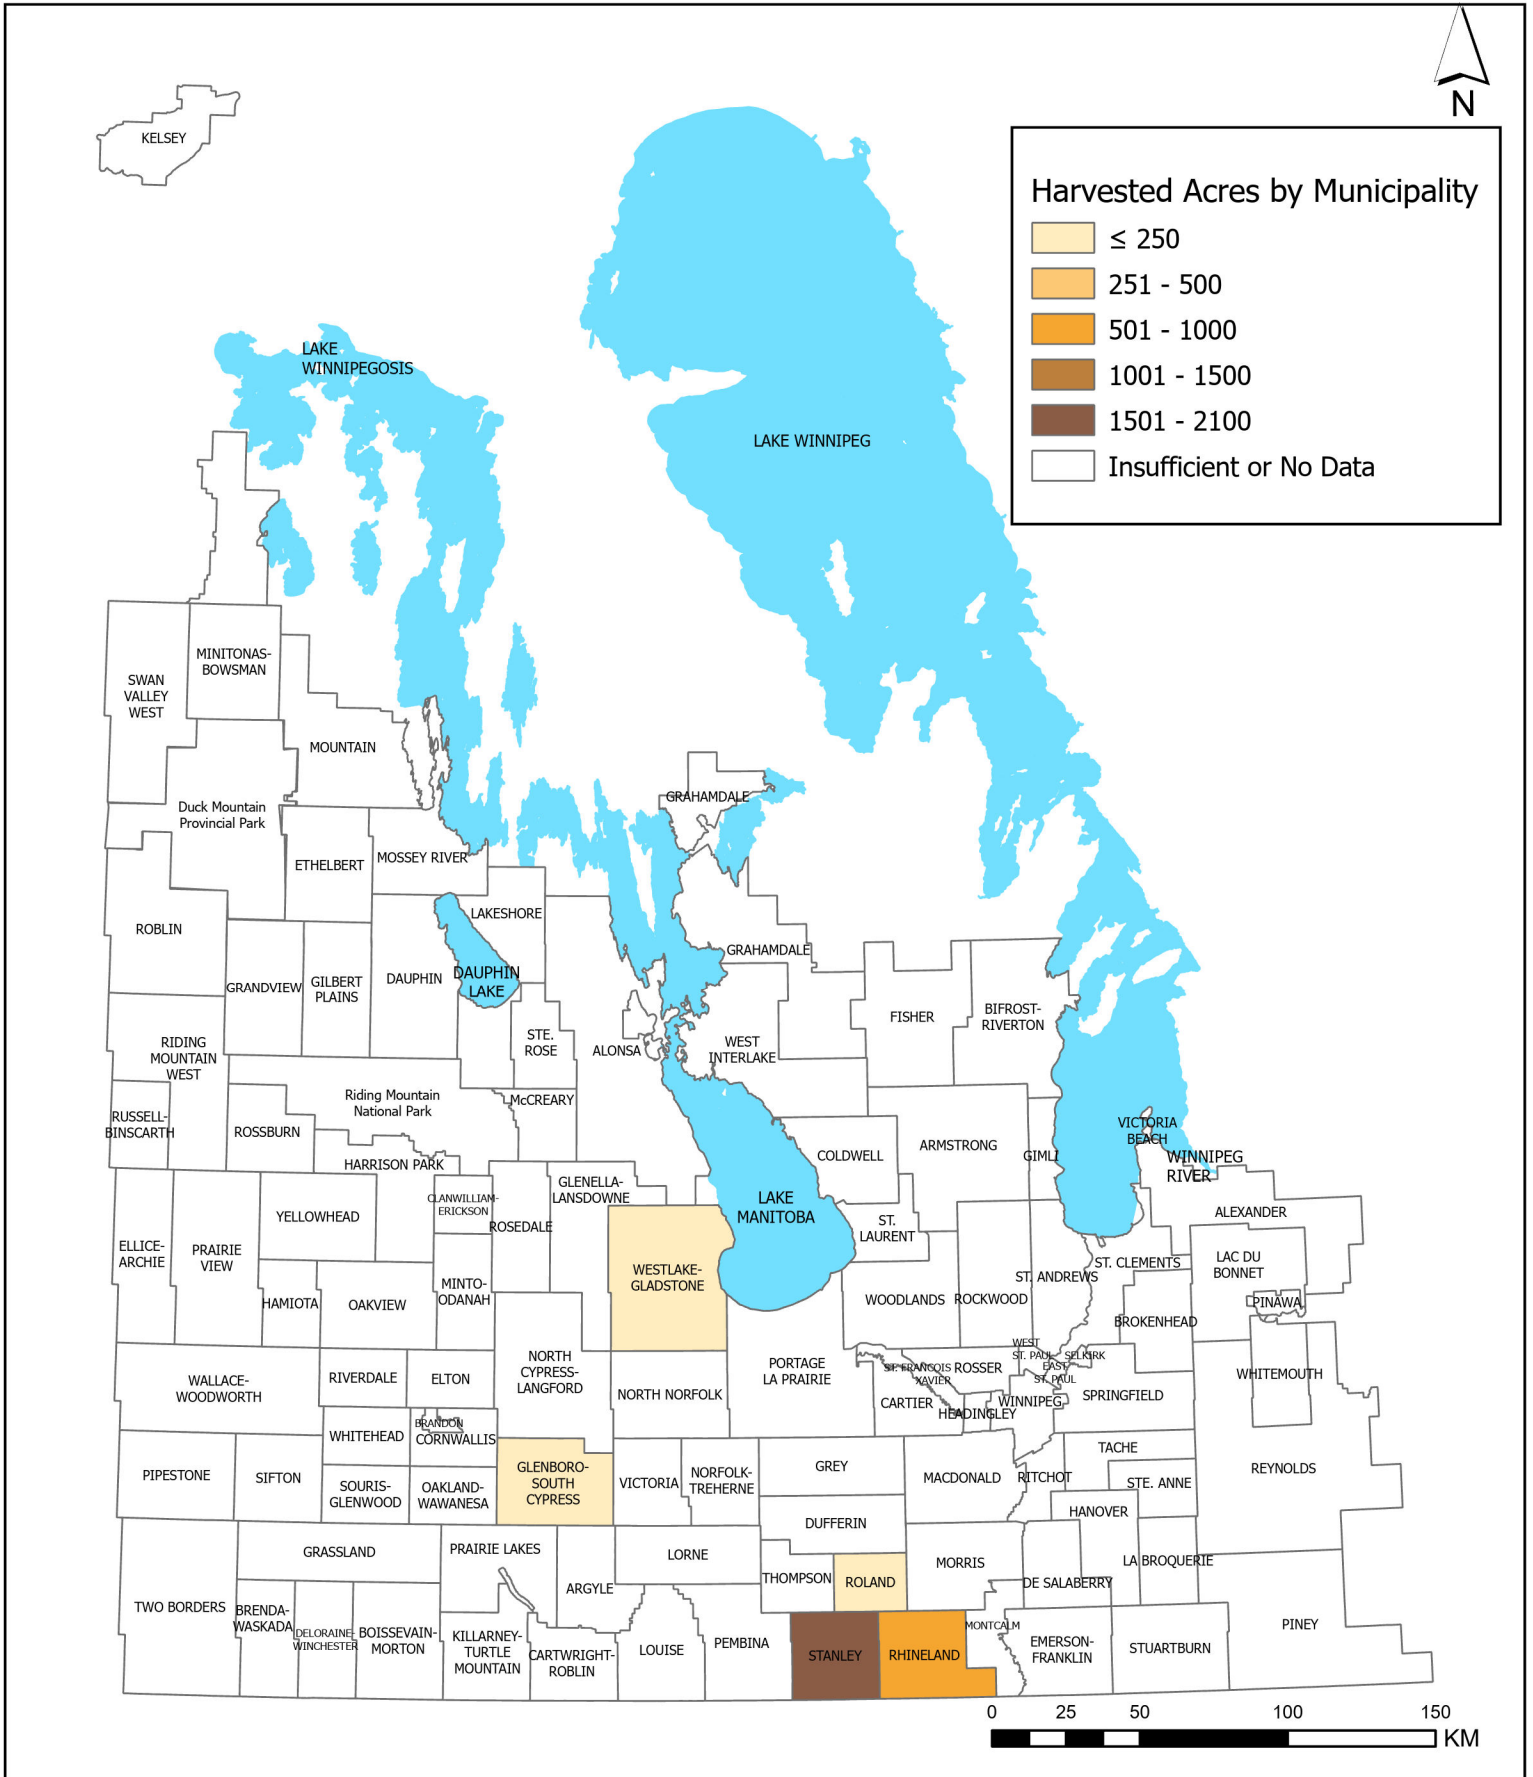 N
KELSEY
Harvested Acres by Municipality
≤ 250
251 - 500
501 - 1000
1001 - 1500
1501 - 2100
Insufficient or No Data
LAKE
WINNIPEGOSIS
LAKE WINNIPEG
MINITONAS-
BOWSMAN
SWAN
VALLEY
WEST
MOUNTAIN
Duck Mountain
Provincial Park
GRAHAMDALE
ETHELBERT
MOSSEY RIVER
ROBLIN
LAKESHORE
GRANDVIEW
GILBERT
PLAINS
DAUPHIN
DAUPHIN
LAKE
GRAHAMDALE
FISHER
BIFROST-
RIVERTON
RIDING
MOUNTAIN
WEST
STE.
ROSE
ALONSA
WEST
INTERLAKE
Riding Mountain
National Park
McCREARY
RUSSELL-
BINSCARTH
ROSSBURN
HARRISON PARK
COLDWELL
ARMSTRONG
GIMLI
VICTORIA
BEACH
WINNIPEG
RIVER
GLENELLA-
LANSDOWNE
CLANWILLIAM-
ERICKSON
ROSEDALE
YELLOWHEAD
LAKE
MANITOBA
ST.
LAURENT
ALEXANDER
ELLICE-
ARCHIE
PRAIRIE
VIEW
WESTLAKE-
GLADSTONE
ST. CLEMENTS
LAC DU
BONNET
HAMIOTA
OAKVIEW
MINTO-
ODANAH
WOODLANDS
ROCKWOOD
ST. ANDREWS
PINAWA
BROKENHEAD
WALLACE-
WOODWORTH
RIVERDALE
ELTON
NORTH
CYPRESS-
LANGFORD
NORTH NORFOLK
PORTAGE
LA PRAIRIE
ST. FRANCOIS
XAVIER
ROSSER
WEST
ST. PAUL
SELKIRK
EAST
ST. PAUL
WHITEMOUTH
CARTIER
HEADINGLEY
WINNIPEG
SPRINGFIELD
WHITEHEAD
BRANDON
CORNWALLIS
PIPESTONE
SIFTON
SOURIS-
GLENWOOD
OAKLAND-
WAWANESA
GLENBORO-
SOUTH
CYPRESS
VICTORIA
NORFOLK-
TREHERNE
GREY
MACDONALD
RITCHOT
TACHE
STE. ANNE
REYNOLDS
HANOVER
DUFFERIN
GRASSLAND
PRAIRIE LAKES
LORNE
ARGYLE
THOMPSON
ROLAND
MORRIS
DE SALABERRY
LA BROQUERIE
TWO BORDERS
BRENDA-
WASKADA
DELORAINE-
WINCHESTER
BOISSEVAIN-
MORTON
KILLARNEY-
TURTLE
MOUNTAIN
CARTWRIGHT-
ROBLIN
LOUISE
PEMBINA
STANLEY
RHINELAND
MONTCALM
EMERSON-
FRANKLIN
STUARTBURN
PINEY
0 25 50 100 150
KM